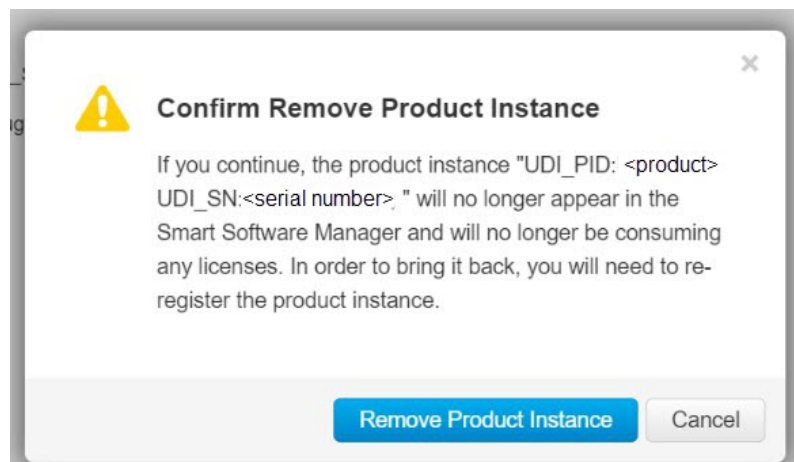 ×
Confirm Remove Product Instance
If you continue, the product instance "UDI_PID: <product>
UDI_SN:<serial number>, " will no longer appear in the
Smart Software Manager and will no longer be consuming
any licenses. In order to bring it back, you will need to re-
register the product instance.
Remove Product Instance Cancel